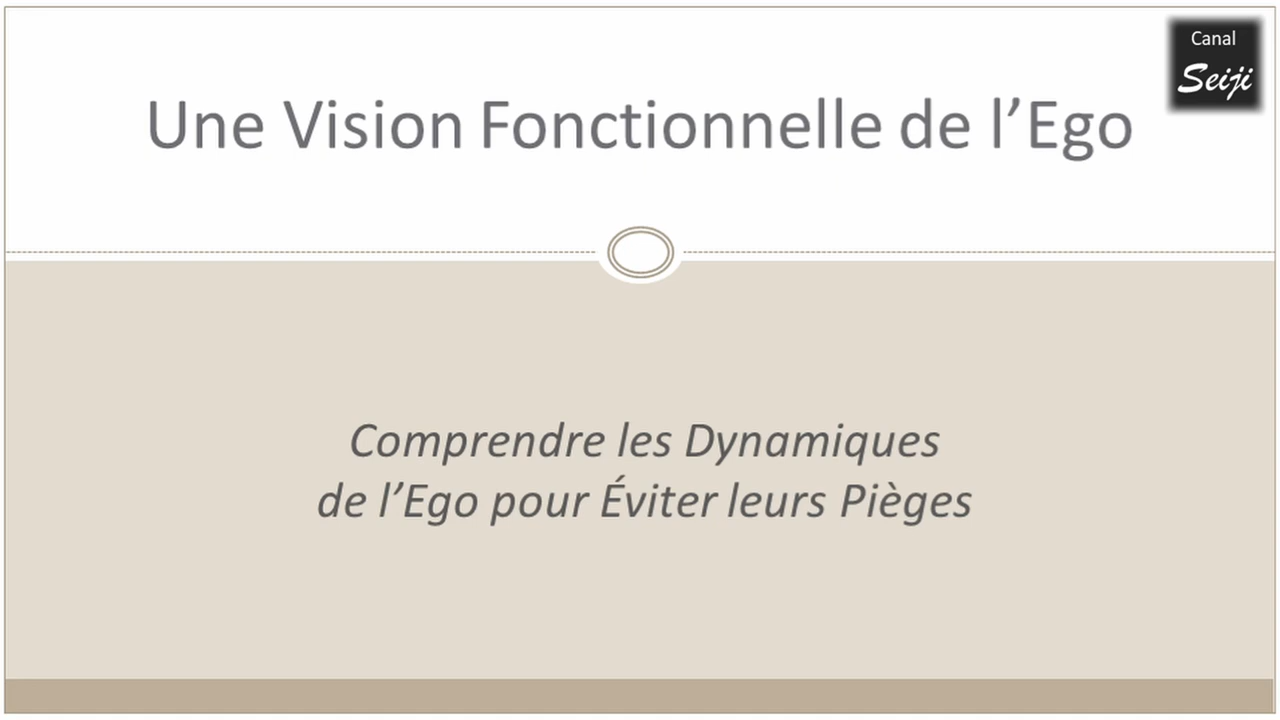 Canal
Seiji
Une Vision Fonctionnelle de l’Ego
Comprendre les Dynamiques
de l’Ego pour Éviter leurs Pièges